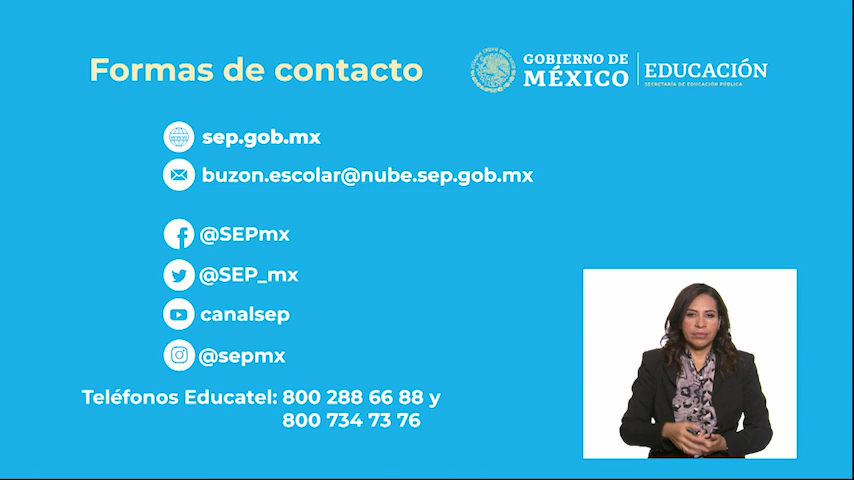 Formas de contacto
GOBIERNO DE
MÉXICO
EDUCACIÓN
SECRETARÍA DE EDUCACIÓN PÚBLICA
sep.gob.mx
buzon.escolar@nube.sep.gob.mx
@SEPmx
@SEP_mx
canalsep
@sepmx
Teléfonos Educatel: 800 288 66 88 y
800 734 73 76